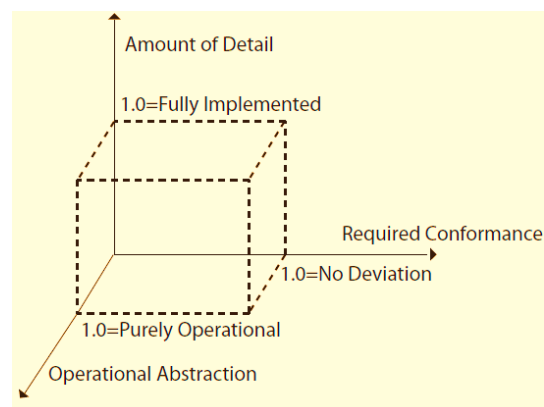 Amount of Detail
1.0=Fully Implemented
Required Conformance
1.0=No Deviation
1.0=Purely Operational
Operational Abstraction